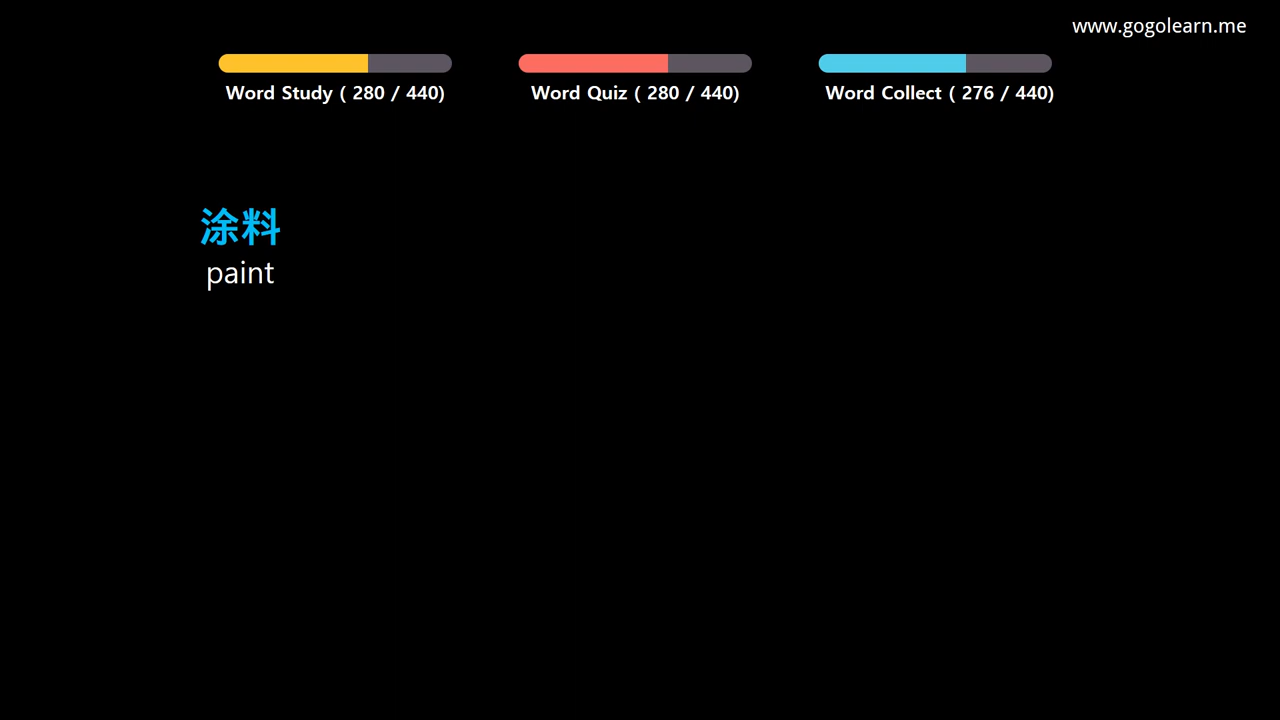 www.gogolearn.me
Word Study ( 280 / 440)
Word Quiz ( 280 / 440)
Word Collect ( 276 / 440)
涂料
paint